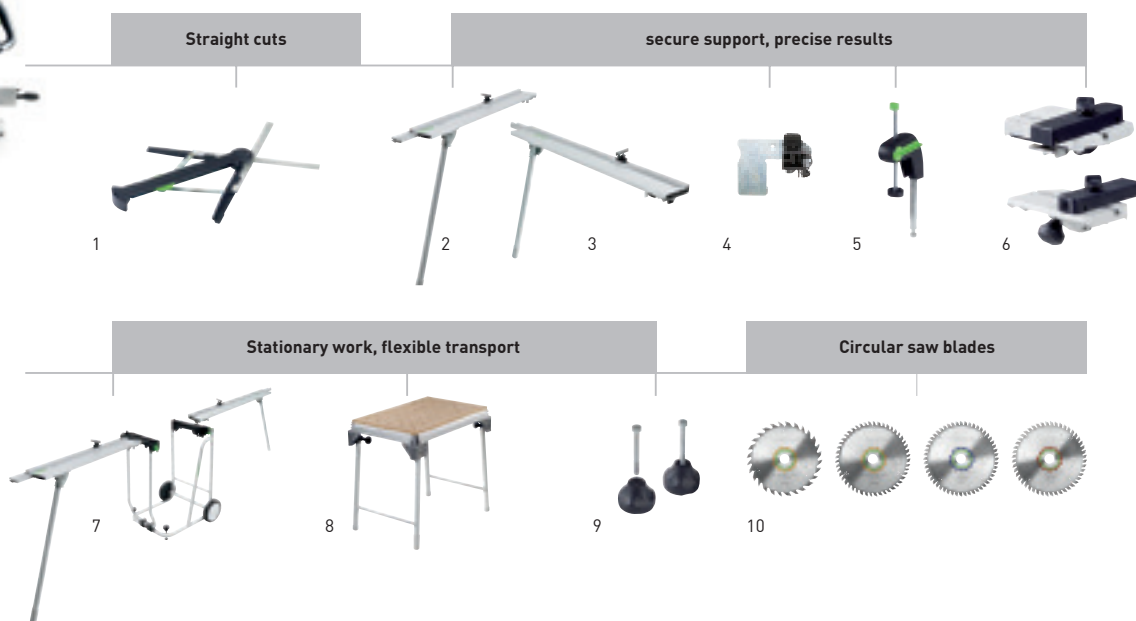 Straight cuts
secure support, precise results
1
2
3
4
5
6
Stationary work, flexible transport
Circular saw blades
7
8
9
10